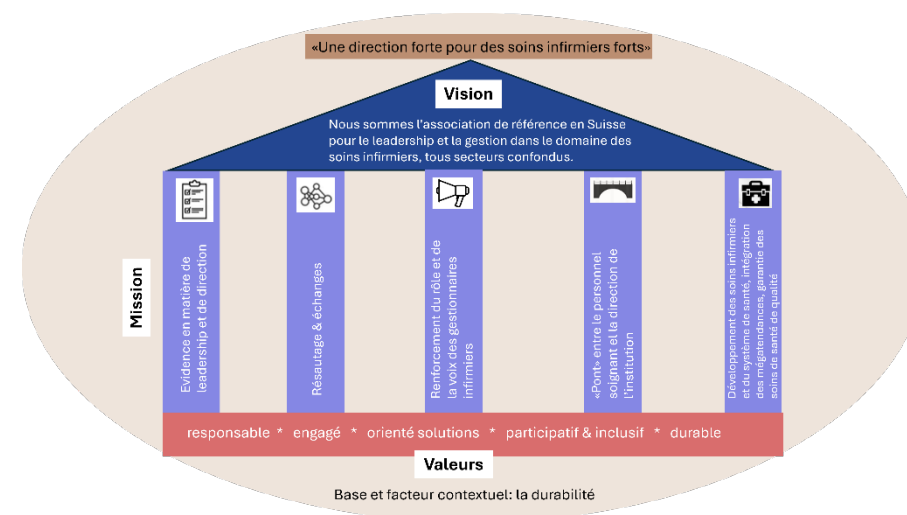 «Une direction forte pour des soins infirmiers forts»
Vision
Nous sommes l'association de référence en Suisse
pour le leadership et la gestion dans le domaine des
soins infirmiers, tous secteurs confondus.
Mission
Evidence en matière de
leadership et de direction
Résautage & échanges
Renforcement du rôle et de
la voix des gestionnaires
infirmiers
«Pont» entre le personnel
soignant et la direction de
l'institution
Développement des soins infirmiers
et du système de santé, intégration
des mégatendances, garantie des
soins de santé de qualité
responsable * engagé * orienté solutions * participatif & inclusif * durable
Valeurs
Base et facteur contextuel: la durabilité